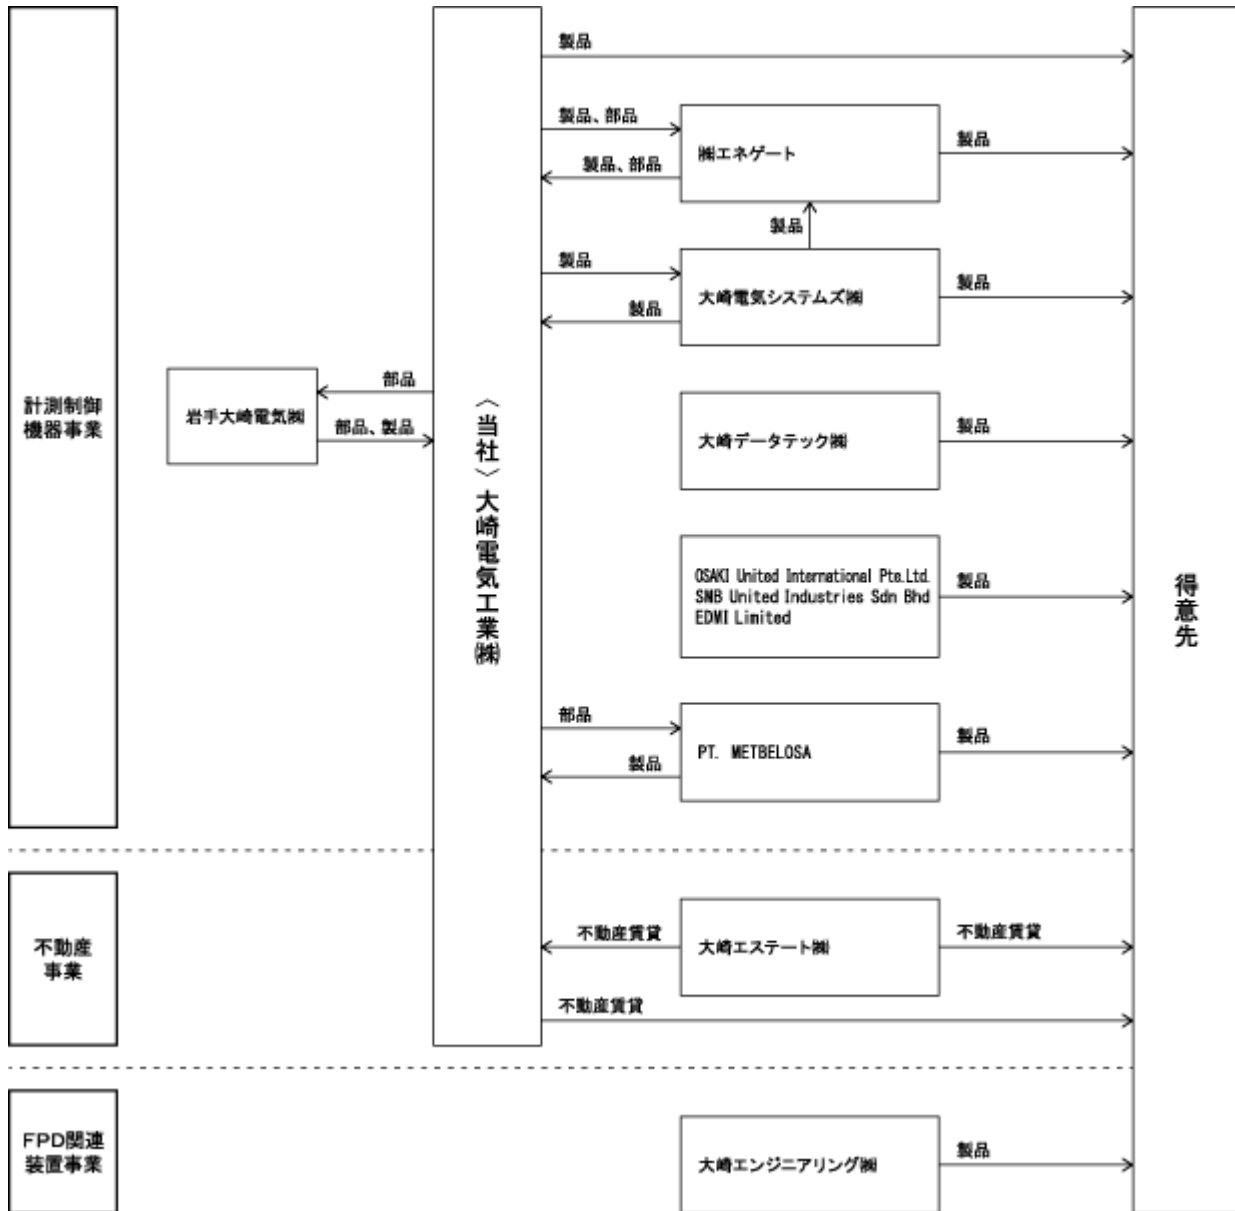 製品
製品、部品
㈱エネゲート
製品
製品、部品
製品
製品
大崎電気システムズ㈱
製品
製品
計測制御
機器事業
岩手大崎電気㈱
部品
部品、製品
〈当社〉大崎電気工業㈱
大崎データテック㈱
製品
OSAKI United International Pte.Ltd.
SMB United Industries Sdn Bhd
EDMI Limited
製品
得意先
部品
製品
PT. METBELOSA
製品
不動産
事業
不動産賃貸
大崎エステート㈱
不動産賃貸
不動産賃貸
FPD関連
装置事業
大崎エンジニアリング㈱
製品